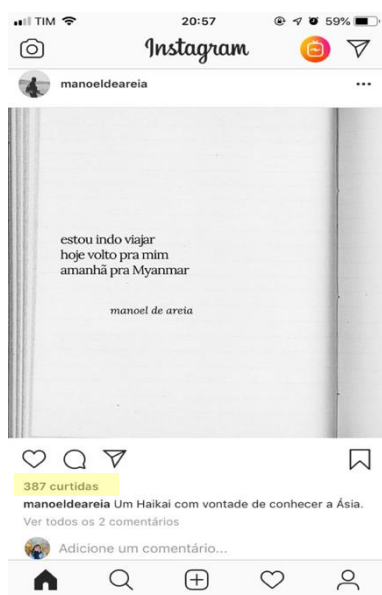 TIM 20:57 59%
Instagram
manoeldeareia
estou indo viajar
hoje volto pra mim
amanhã pra Myanmar
manoel de areia
387 curtidas
manoeldeareia Um Haikai com vontade de conhecer a Ásia.
Ver todos os 2 comentários
Adicione um comentário...